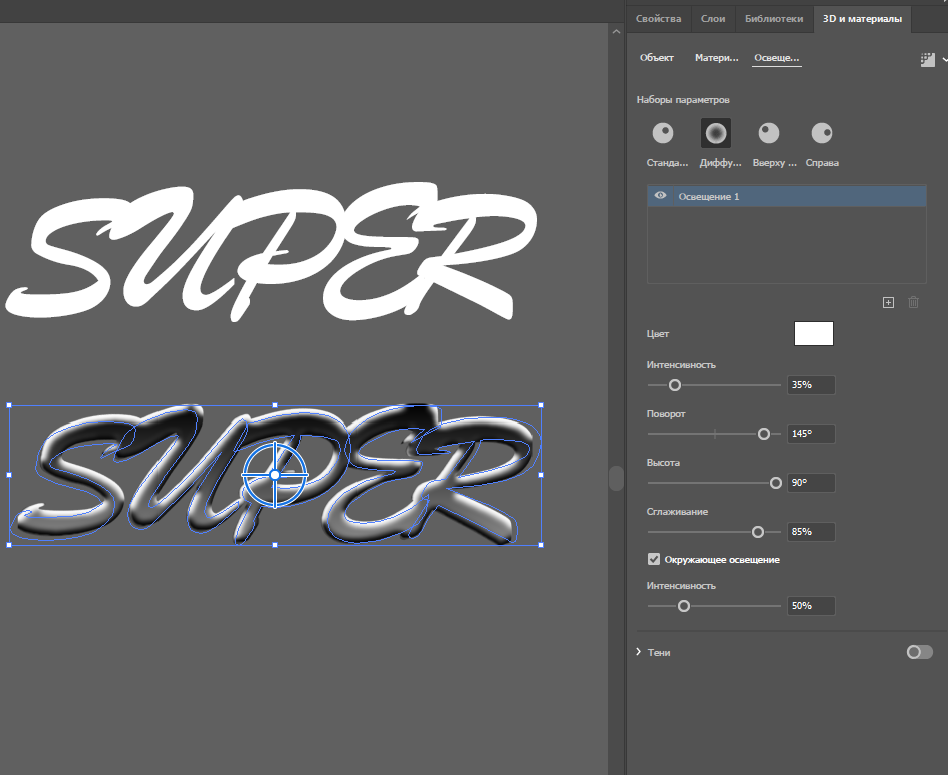 Свойства Слои Библиотеки 3D и материалы
Объект Матери... Освеще...
Наборы параметров
Станда... Диффу... Вверху ... Справа
Освещение 1
Цвет
Интенсивность
35%
Поворот
145°
Высота
90°
Сглаживание
85%
Окружающее освещение
Интенсивность
50%
Тени
SUPER
SUPER